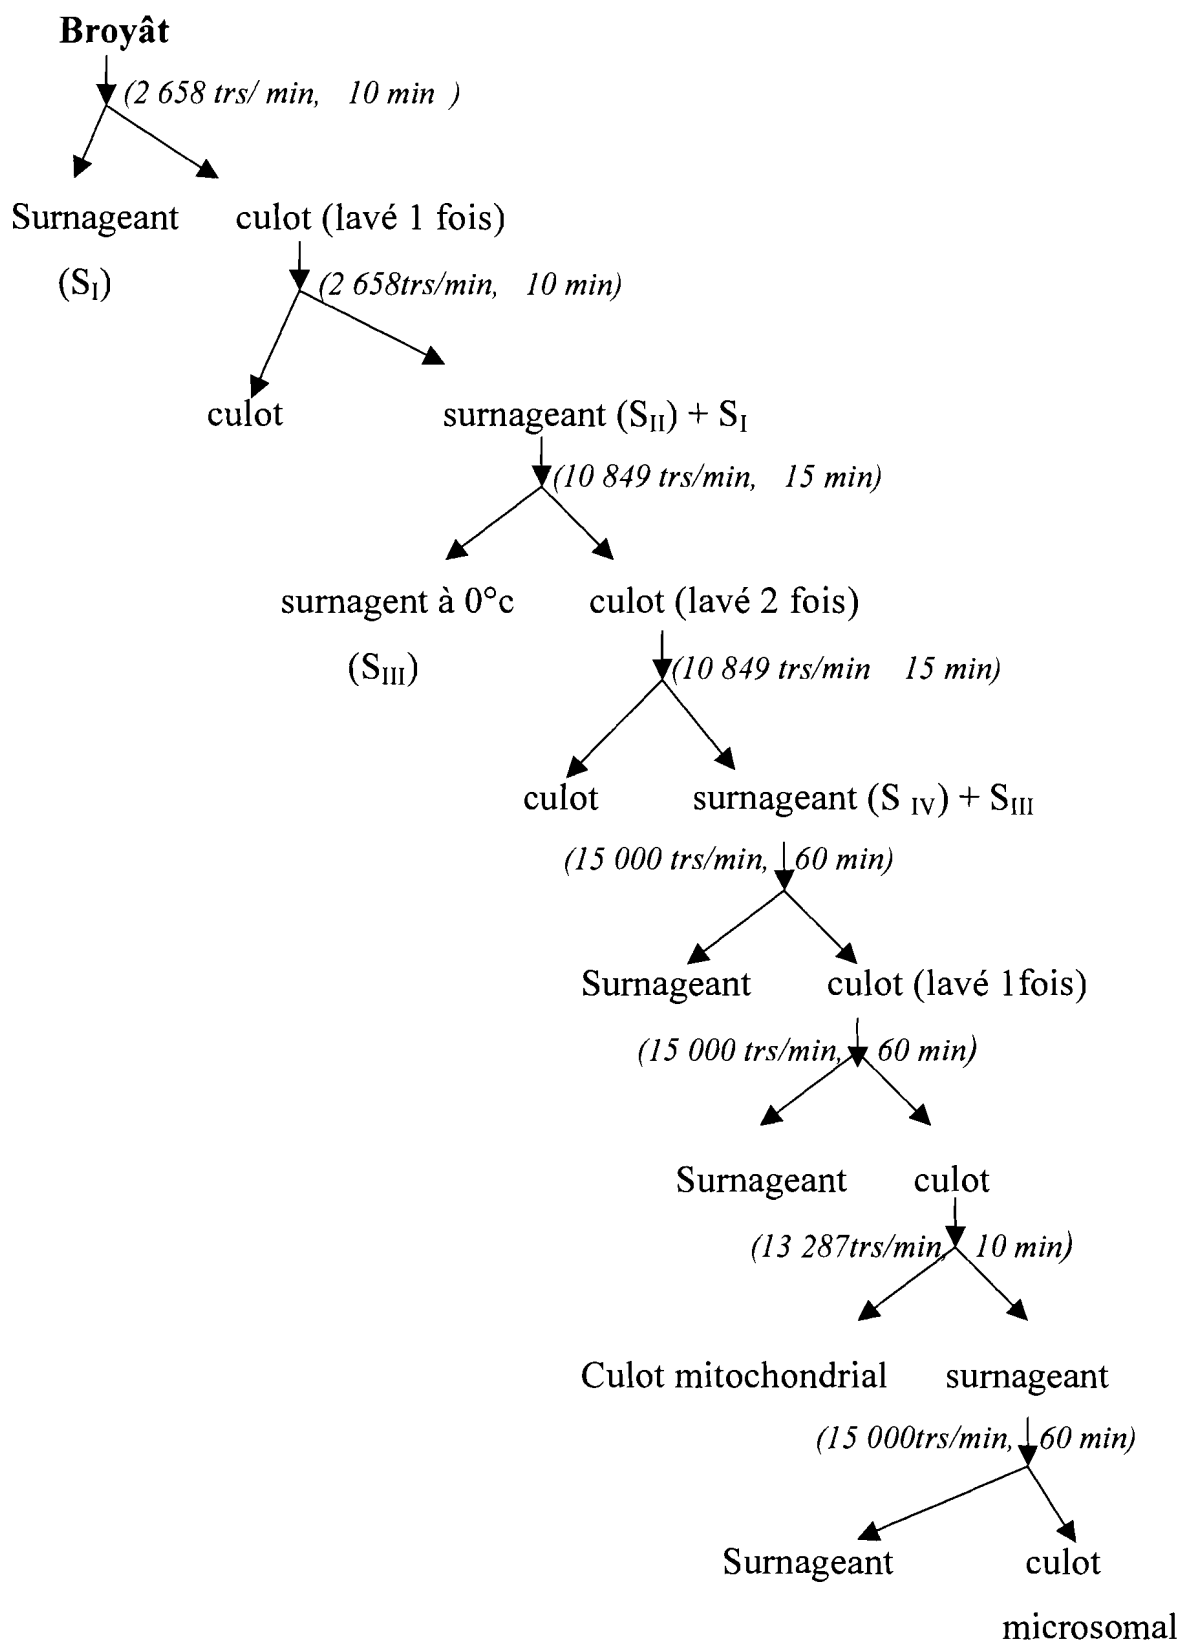 Broyât
(2 658 trs/ min, 10 min )
Surnageant culot (lavé 1 fois)
(SI) (2 658trs/min, 10 min)
culot surnageant (SII) + SI
(10 849 trs/min, 15 min)
surnagent à 0°c culot (lavé 2 fois)
(SIII) (10 849 trs/min 15 min)
culot surnageant (S IV) + SIII
(15 000 trs/min, 60 min)
Surnageant culot (lavé 1fois)
(15 000 trs/min, 60 min)
Surnageant culot
(13 287trs/min, 10 min)
Culot mitochondrial surnageant
(15 000trs/min, 60 min)
Surnageant culot
microsomal